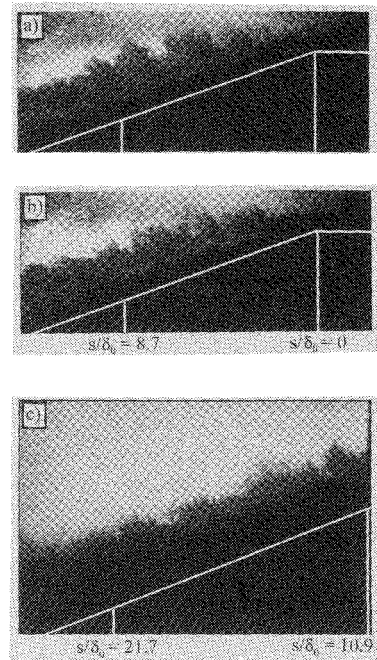 a)
b)
s/δ₀ = 8.7 s/δ₀ = 0
c)
s/δ₀ = 21.7 s/δ₀ = 10.9